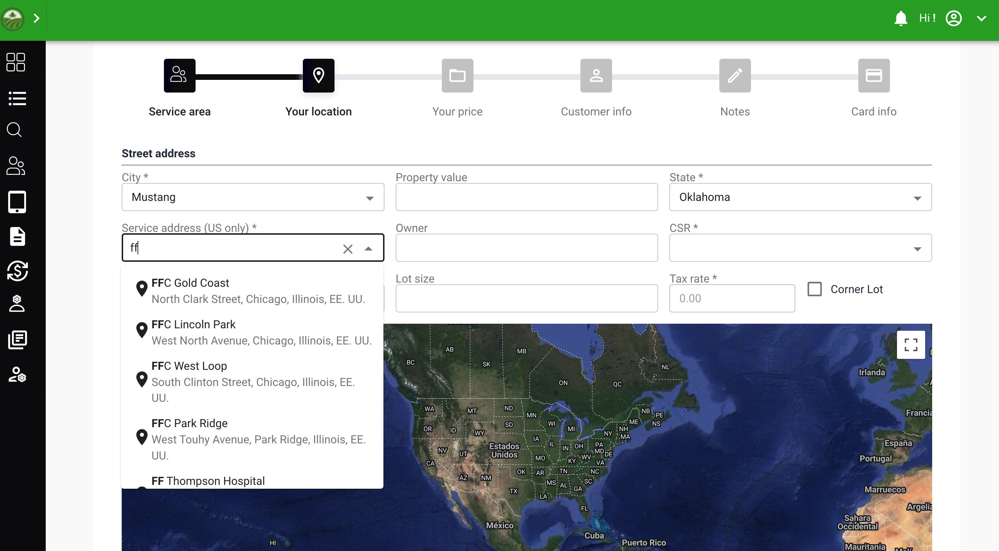 Hi !
Service area
Your location
Your price
Customer info
Notes
Card info
Street address
City *
Property value
State *
Mustang
Oklahoma
Service address (US only) *
Owner
CSR *
ff
Lot size
Tax rate *
0.00
Corner Lot
FFC Gold Coast
North Clark Street, Chicago, Illinois, EE. UU.
FFC Lincoln Park
West North Avenue, Chicago, Illinois, EE. UU.
FFC West Loop
South Clinton Street, Chicago, Illinois, EE.
UU.
FFC Park Ridge
West Touhy Avenue, Park Ridge, Illinois, EE.
UU.
FF Thompson Hospital
AB
MB
BC
SK
NL
Irlanda
ON
QC
WA
MT
ND
MN
NB
PE
Francia
OR
ID
SD
WI
MI
ME
NS
WY
NY
NH
MA
IA
IL
IN
OH
PA
MD
DE
España
NV
UT
Estados
Unidos
CA
MO
KY
WV
VA
Portugal
AZ
NM
OK
AR
TN
NC
MS
AL
GA
SC
Marruecos
TX
LA
FL
Argelia
Sahara
Occidental
México
Cuba
HI
Puerto Rico
Mauritania